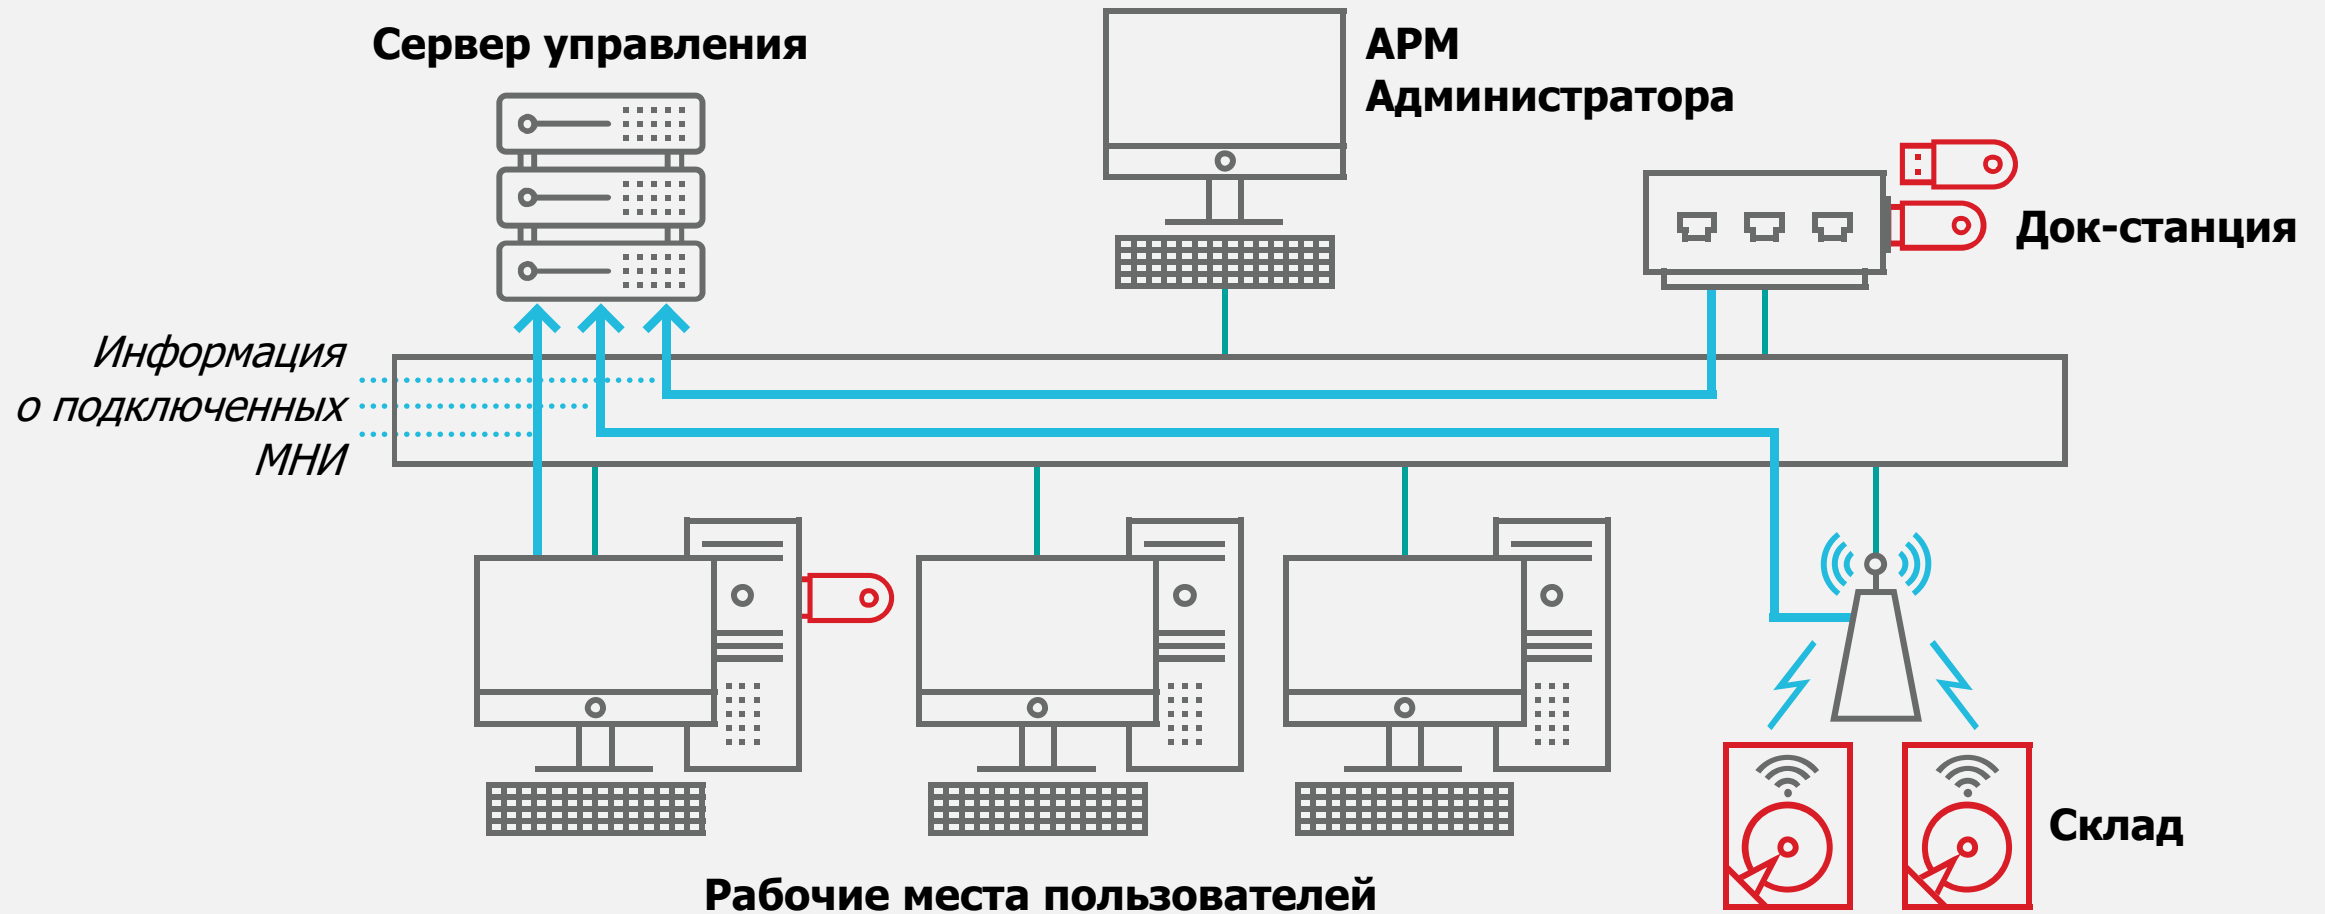 Сервер управления
АРМ
Администратора
Док-станция
Информация
о подключенных
МНИ
Склад
Рабочие места пользователей